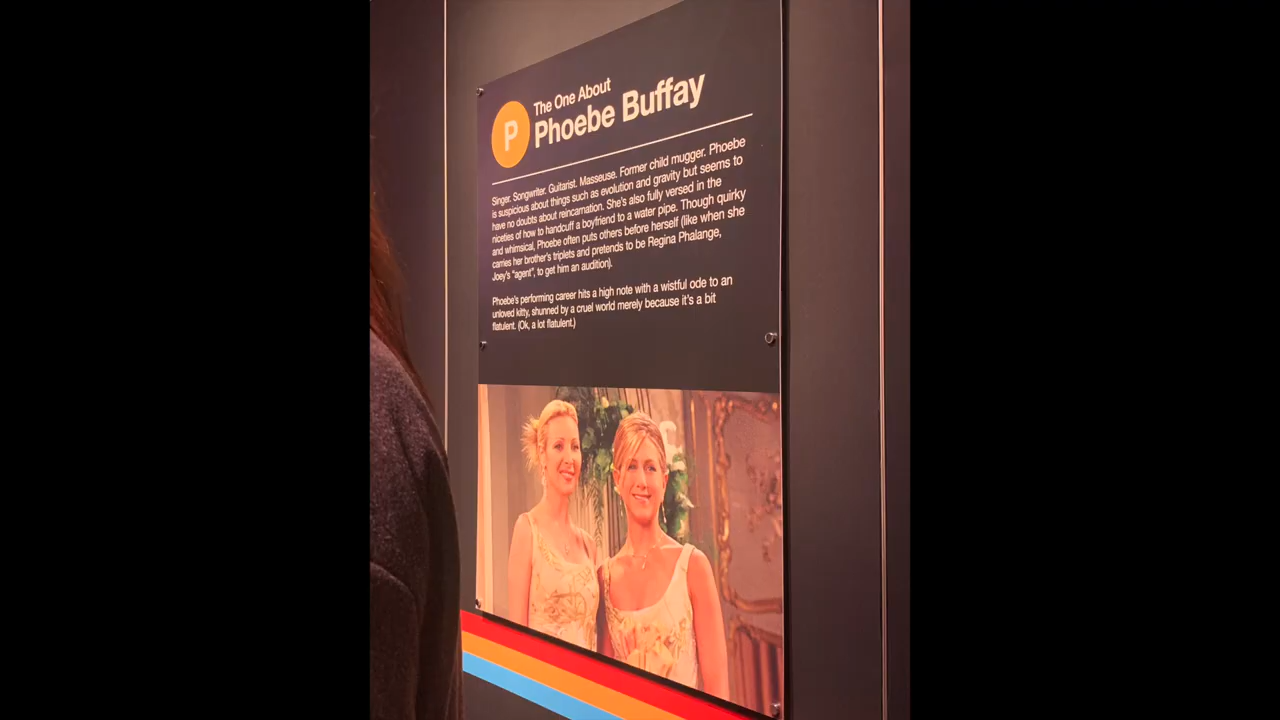 P
The One About
Phoebe Buffay
Singer. Songwriter. Guitarist. Masseuse. Former child mugger. Phoebe
is suspicious about things such as evolution and gravity but seems to
have no doubts about reincarnation. She's also fully versed in the
niceties of how to handcuff a boyfriend to a water pipe. Though quirky
and whimsical, Phoebe often puts others before herself (like when she
carries her brother's triplets and pretends to be Regina Phalange,
Joey's "agent", to get him an audition).
Phoebe's performing career hits a high note with a wistful ode to an
unloved kitty, shunned by a cruel world merely because it's a bit
flatulent. (Ok, a lot flatulent.)